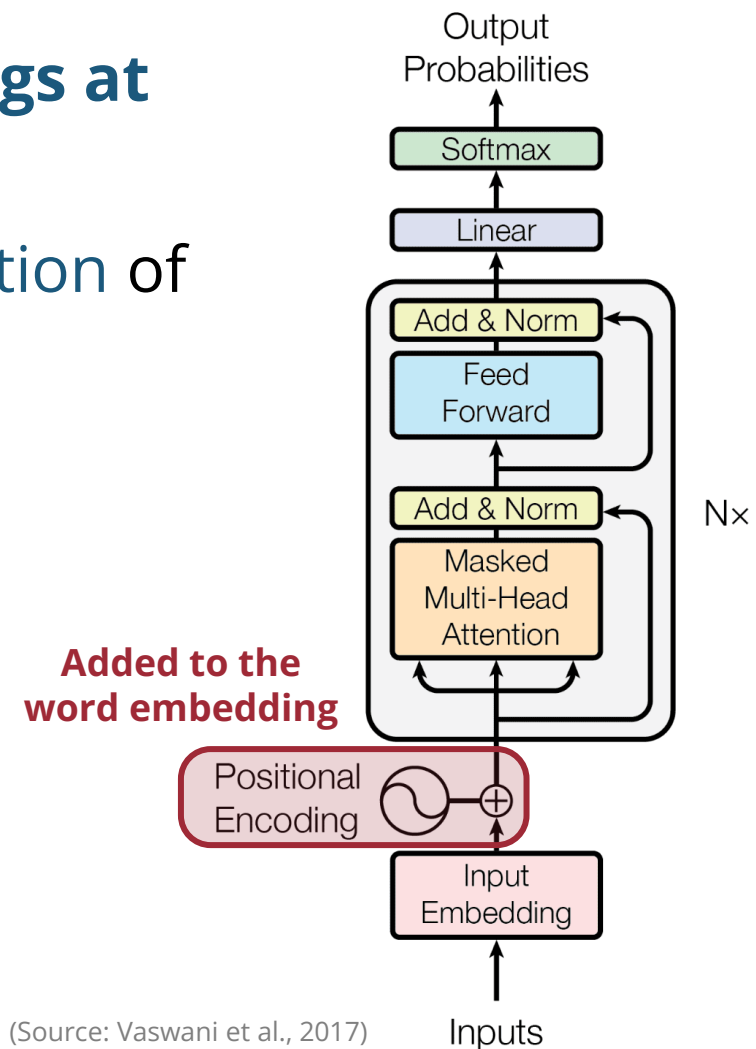 gs at
tion of
Output
Probabilities
Softmax
Linear
Add & Norm
Feed
Forward
Add & Norm
Masked
Multi-Head
Attention
N×
Added to the
word embedding
Positional
Encoding
Input
Embedding
(Source: Vaswani et al., 2017)
Inputs